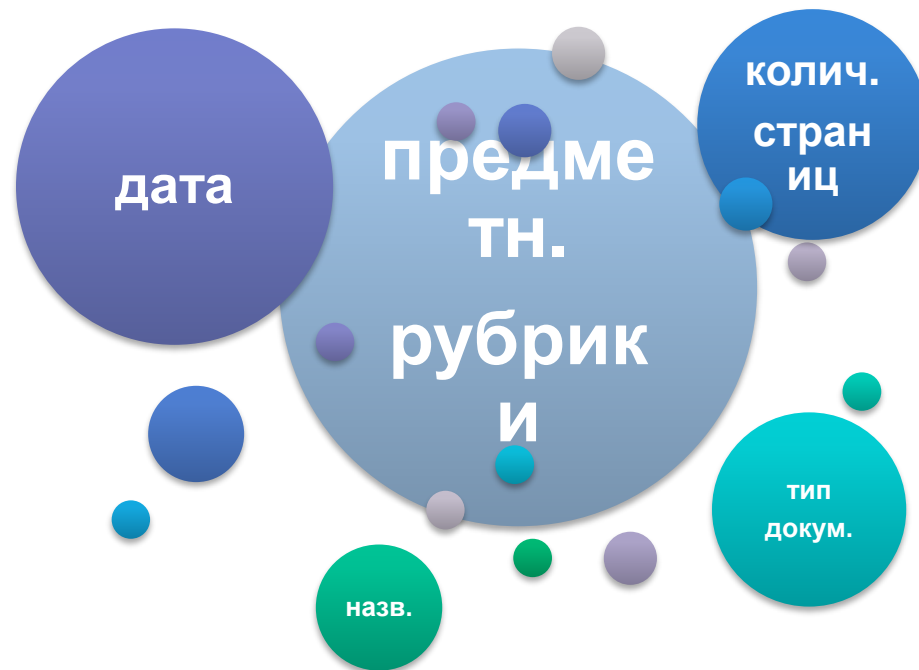 дата
предме
тн.
рубрик
и
колич.
стран
иц
тип
докум.
назв.